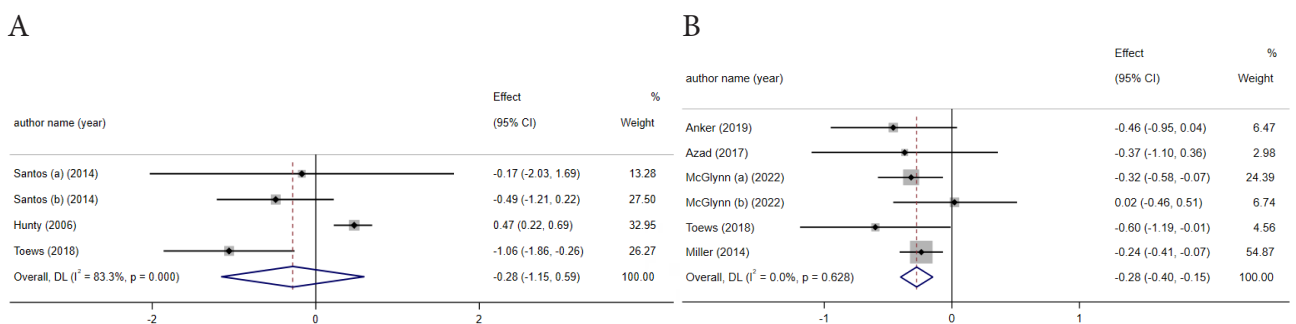 A
Effect %
author name (year) (95% CI) Weight
Santos (a) (2014) -0.17 (-2.03, 1.69) 13.28
Santos (b) (2014) -0.49 (-1.21, 0.22) 27.50
Hunty (2006) 0.47 (0.22, 0.69) 32.95
Toews (2018) -1.06 (-1.86, -0.26) 26.27
Overall, DL (I² = 83.3%, p = 0.000) -0.28 (-1.15, 0.59) 100.00
-2 0 2
B
Effect %
author name (year) (95% CI) Weight
Anker (2019) -0.46 (-0.95, 0.04) 6.47
Azad (2017) -0.37 (-1.10, 0.36) 2.98
McGlynn (a) (2022) -0.32 (-0.58, -0.07) 24.39
McGlynn (b) (2022) 0.02 (-0.46, 0.51) 6.74
Toews (2018) -0.60 (-1.19, -0.01) 4.56
Miller (2014) -0.24 (-0.41, -0.07) 54.87
Overall, DL (I² = 0.0%, p = 0.628) -0.28 (-0.40, -0.15) 100.00
-1 0 1